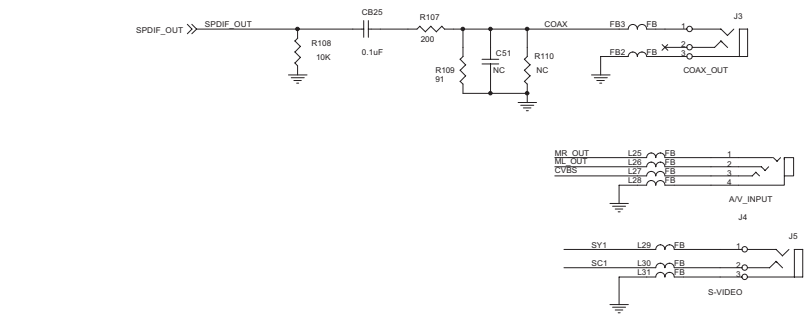 SPDIF_OUT
SPDIF_OUT
R108
10K
CB25
0.1uF
R107
200
R109
91
C51
NC
R110
NC
COAX
FB3 FB
1
2
FB2 FB
3
J3
COAX_OUT
MR_OUT L25 FB 1
ML_OUT L26 FB 2
CVBS L27 FB 3
L28 FB 4
A/V_INPUT
J4
J5
SY1 L29 FB 1
SC1 L30 FB 2
L31 FB 3
S-VIDEO